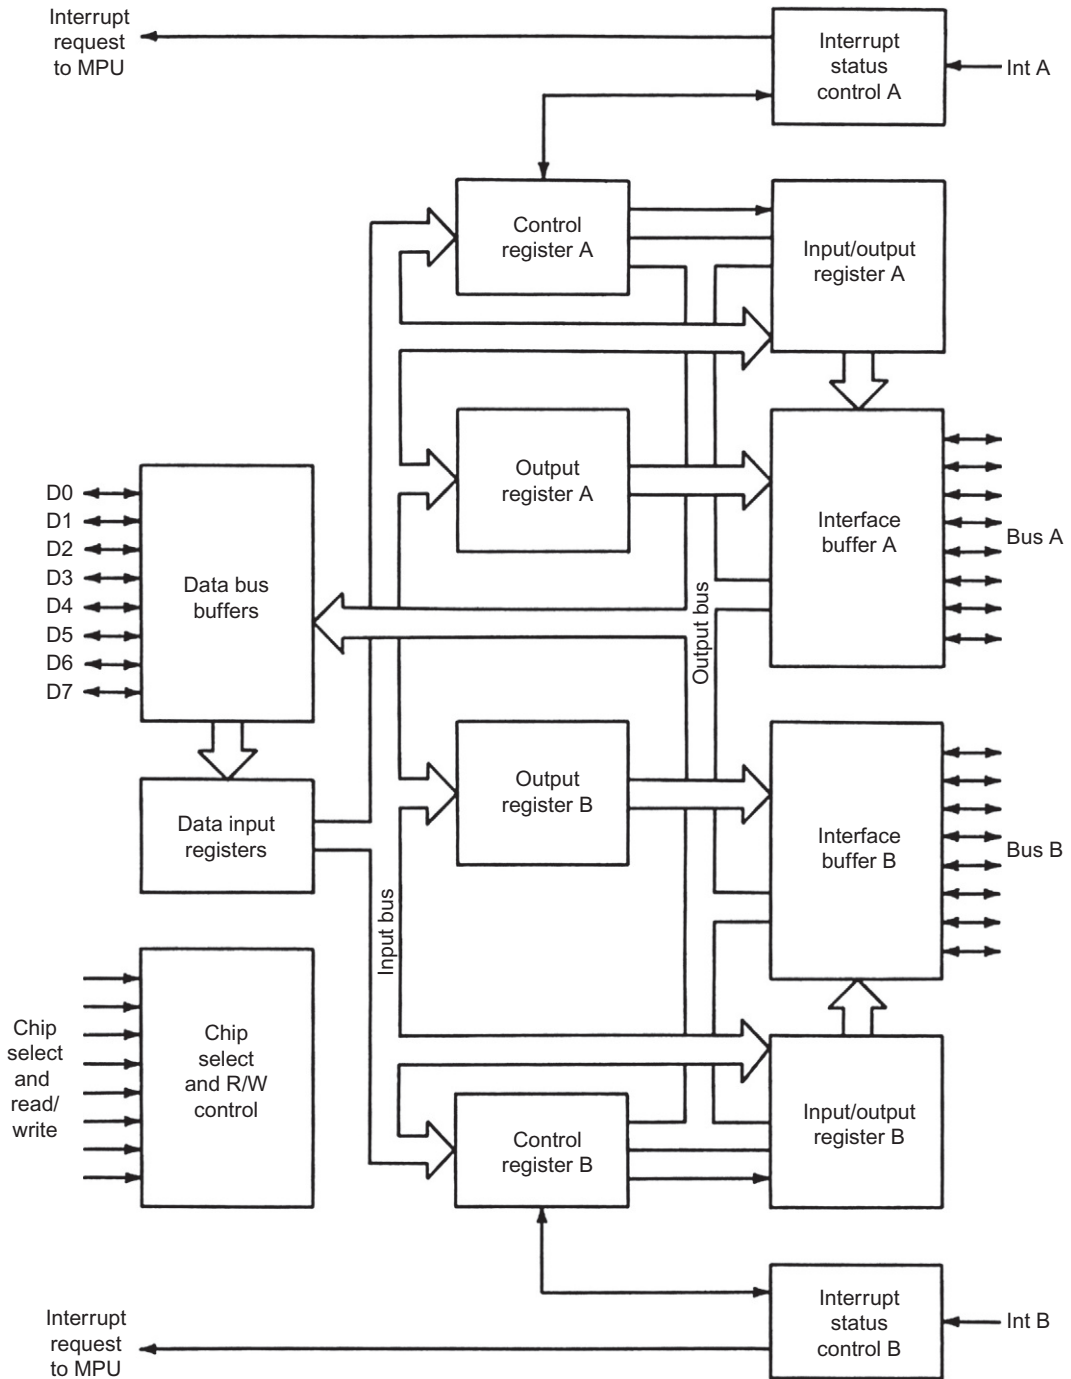 Interrupt
request
to MPU
Interrupt
status
control A
Int A
Control
register A
Input/output
register A
Output
register A
Interface
buffer A
Bus A
D0
D1
D2
D3
D4
D5
D6
D7
Data bus
buffers
Output bus
Data input
registers
Output
register B
Interface
buffer B
Bus B
Input bus
Chip
select
and
read/
write
Chip
select
and R/W
control
Control
register B
Input/output
register B
Interrupt
request
to MPU
Interrupt
status
control B
Int B